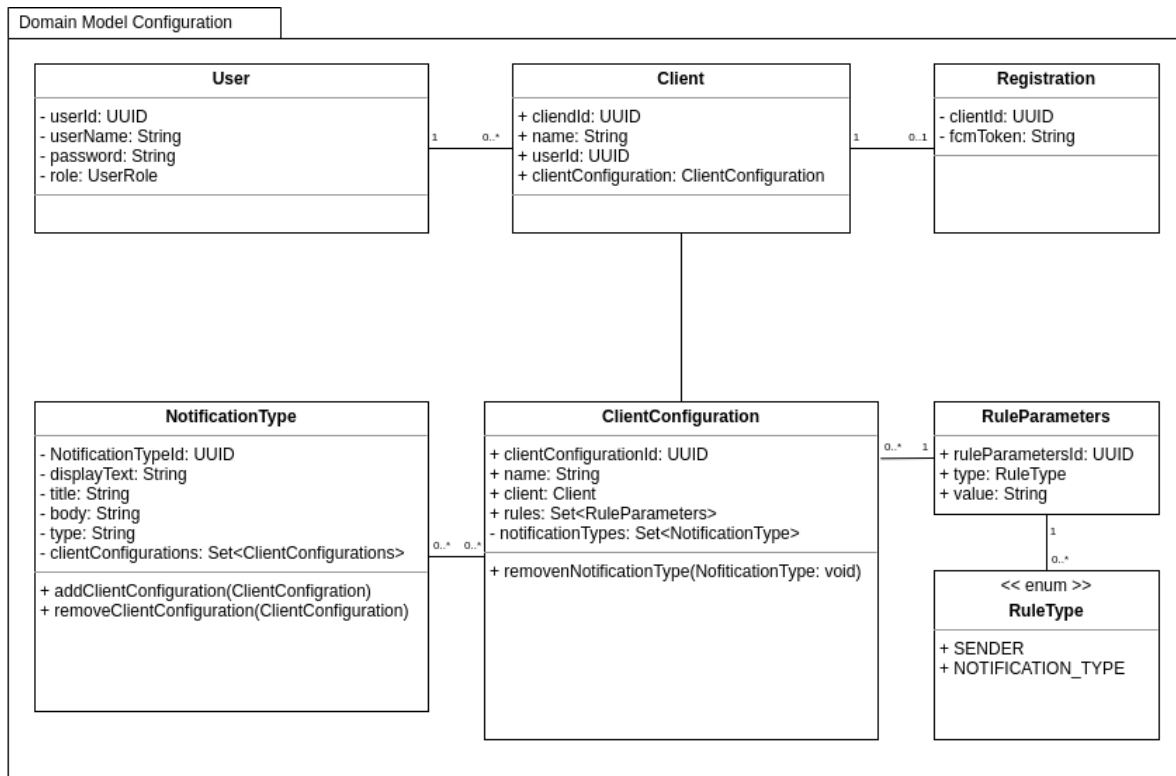 Domain Model Configuration
User
- userId: UUID
- userName: String
- password: String
- role: UserRole
1
0..*
Client
+ cliendId: UUID
+ name: String
+ userId: UUID
+ clientConfiguration: ClientConfiguration
1
0..1
Registration
- clientId: UUID
- fcmToken: String
NotificationType
- NotificationTypeId: UUID
- displayText: String
- title: String
- body: String
- type: String
- clientConfigurations: Set<ClientConfigurations>
+ addClientConfiguration(ClientConfigration)
+ removeClientConfiguration(ClientConfiguration)
0..*
0..*
ClientConfiguration
+ clientConfigurationId: UUID
+ name: String
+ client: Client
+ rules: Set<RuleParameters>
- notificationTypes: Set<NotificationType>
+ removenNotificationType(NofiticationType: void)
0..*
1
RuleParameters
+ ruleParametersId: UUID
+ type: RuleType
+ value: String
1
0..*
<< enum >>
RuleType
+ SENDER
+ NOTIFICATION_TYPE